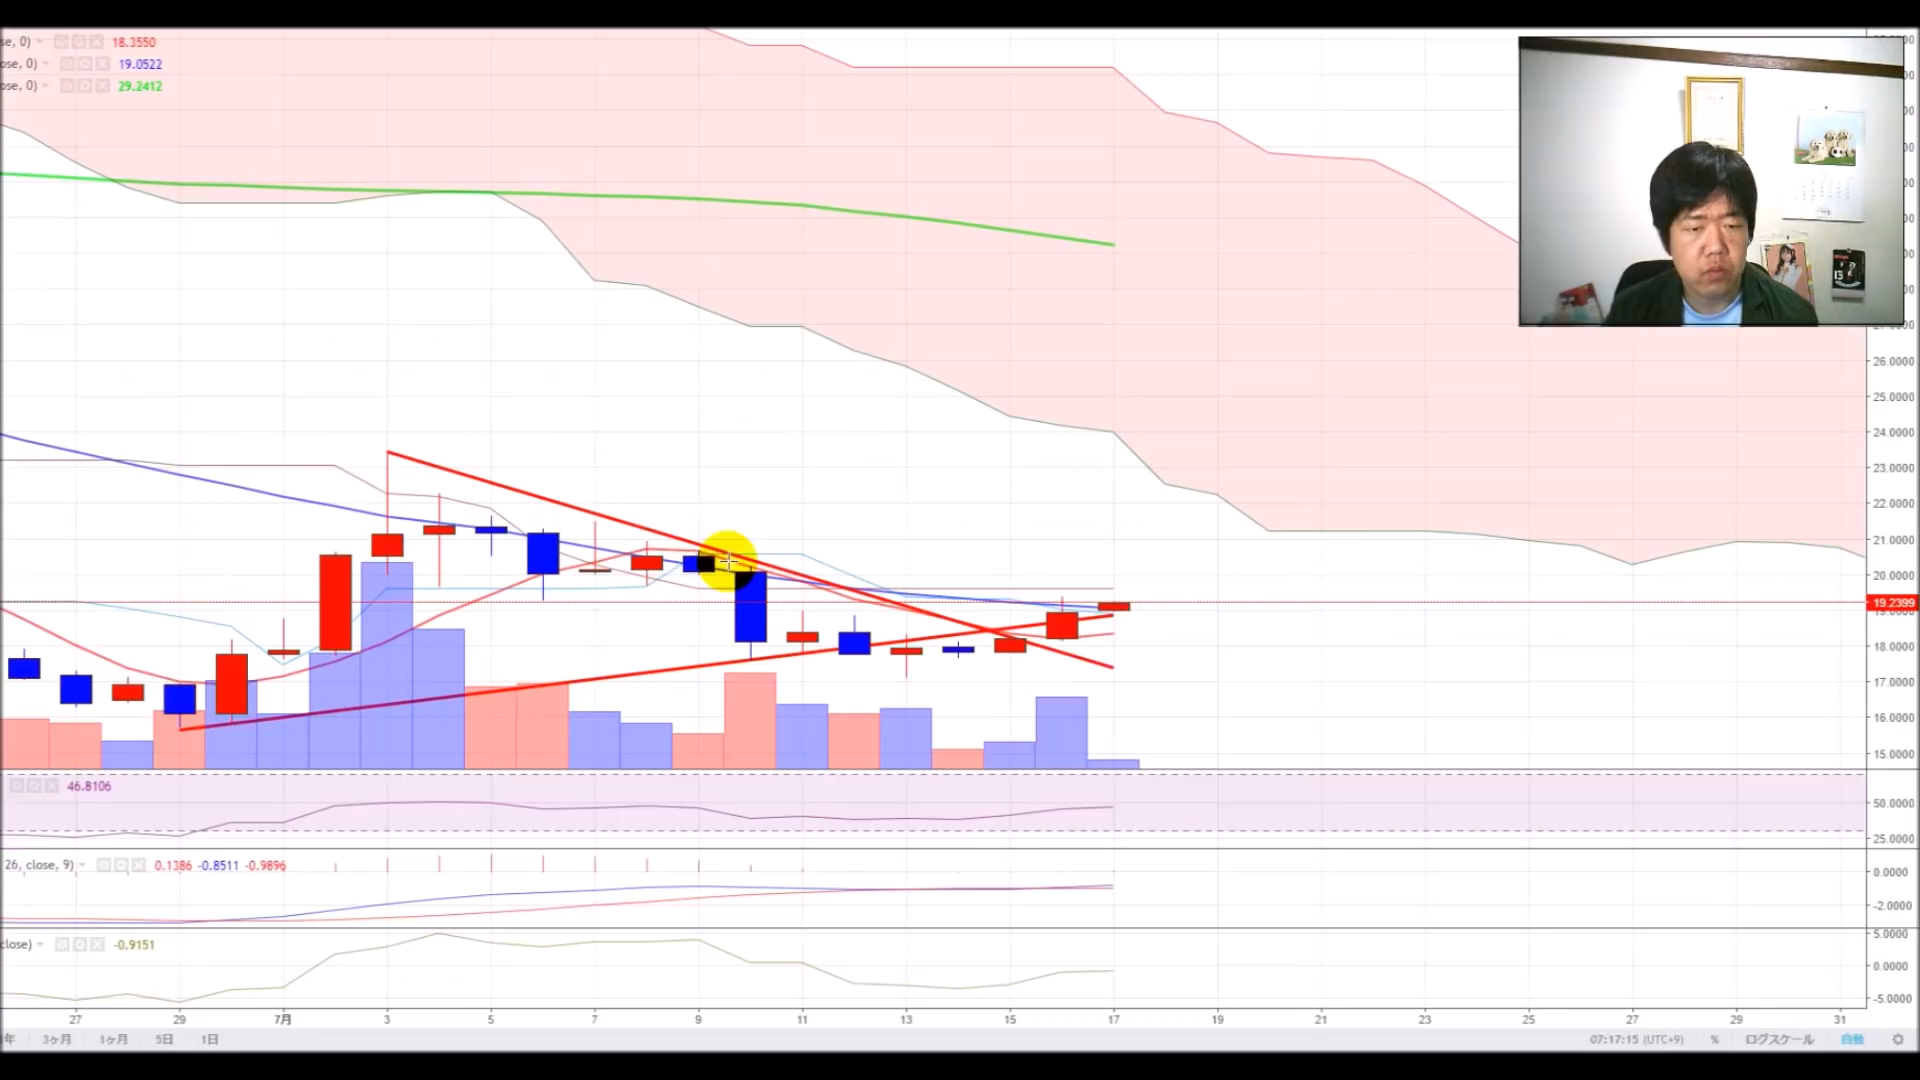 se, 0) 18.3550
ose, 0) 19.0522
ose, 0) 29.2412
26.0000
25.0000
24.0000
23.0000
22.0000
21.0000
20.0000
19.2399
18.0000
17.0000
16.0000
15.0000
46.8106
50.0000
25.0000
26, close, 9) 0.1386 -0.8511 -0.9896
0.0000
-2.0000
close) -0.9151
5.0000
0.0000
-5.0000
27 29 7月 3 5 7 9 11 13 15 17 19 21 23 25 27 29 31
年 3ヶ月 1ヶ月 5日 1日 07:17:15 (UTC+9) % ログスケール 自動